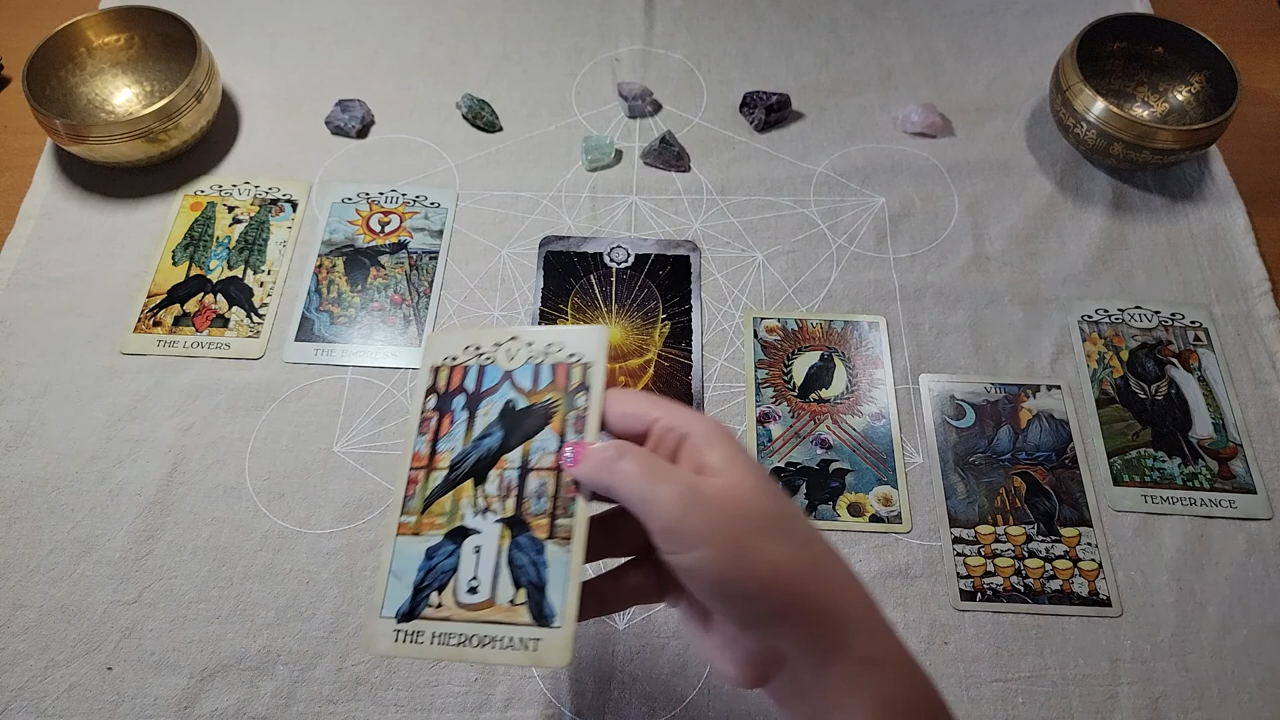 VI
THE LOVERS
III
THE EMPRESS
V
THE HIEROPHANT
VIII
XIV
TEMPERANCE